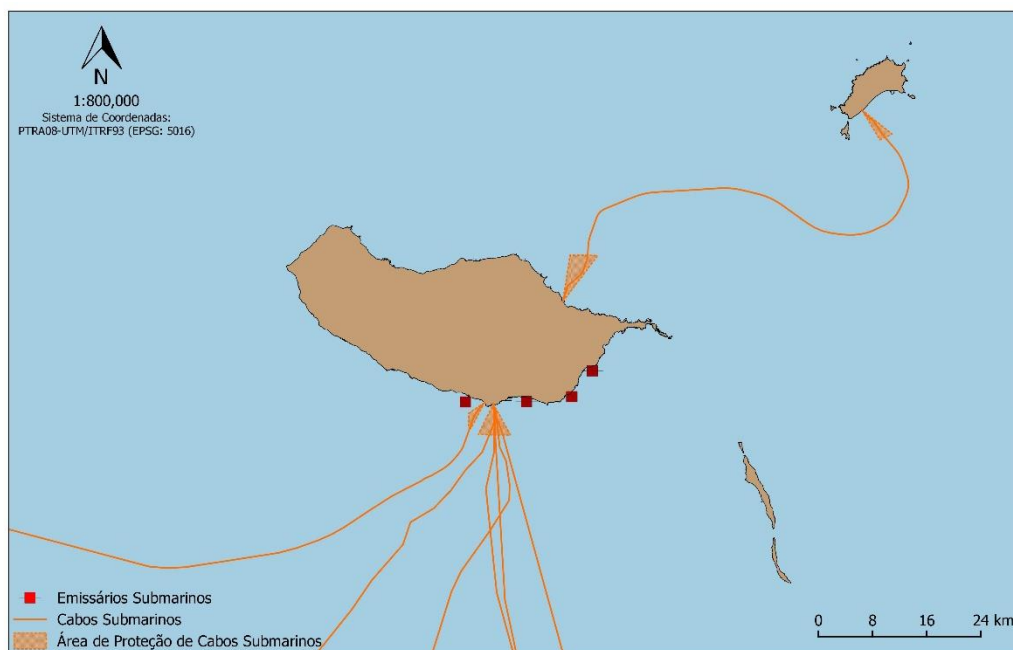 N
1:800,000
Sistema de Coordenadas:
PTRA08-UTM/ITRF93 (EPSG: 5016)
Emissários Submarinos
Cabos Submarinos
Área de Proteção de Cabos Submarinos
0 8 16 24 km